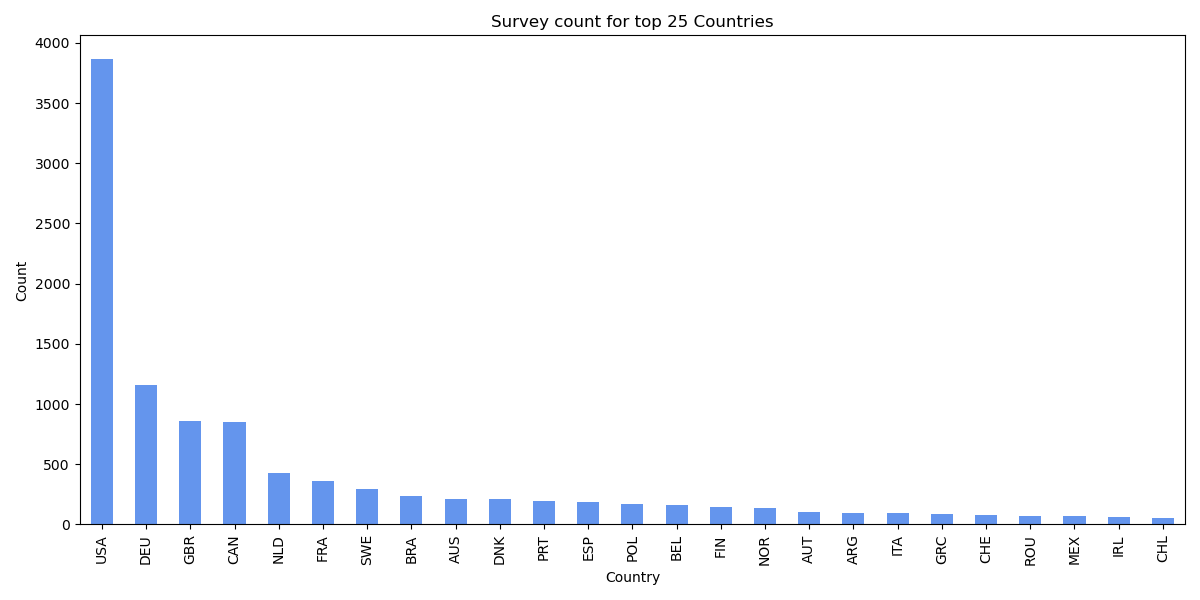 Survey count for top 25 Countries
4000
3500
3000
2500
2000
1500
1000
500
0
Count
USA DEU GBR CAN NLD FRA SWE BRA AUS DNK PRT ESP POL BEL FIN NOR AUT ARG ITA GRC CHE ROU MEX IRL CHL
Country